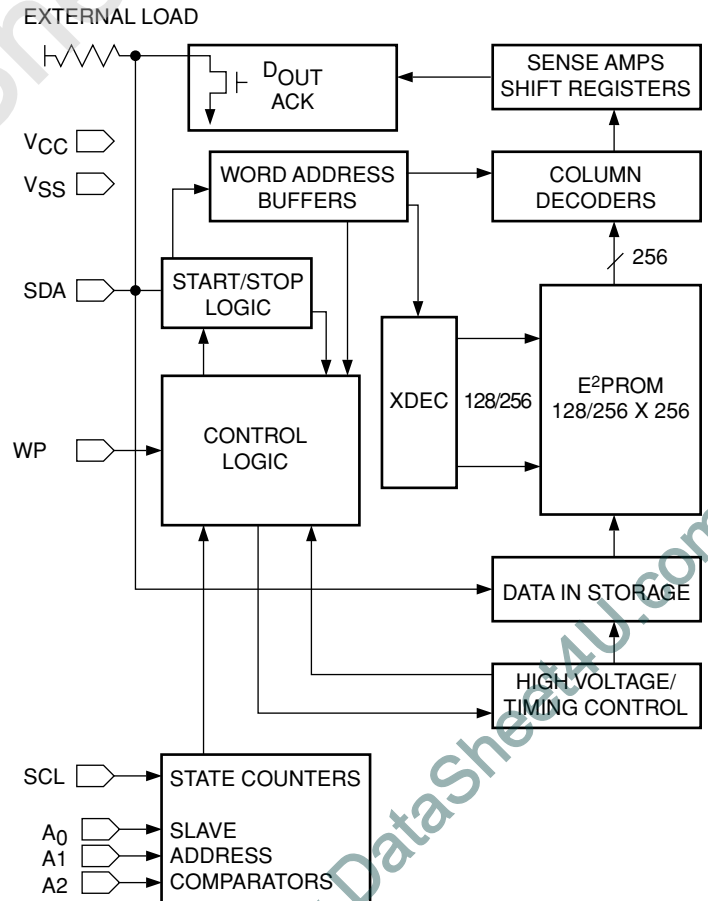 EXTERNAL LOAD
DOUT
ACK
SENSE AMPS
SHIFT REGISTERS
VCC
VSS
WORD ADDRESS
BUFFERS
COLUMN
DECODERS
256
SDA
START/STOP
LOGIC
XDEC
128/256
E2PROM
128/256 X 256
WP
CONTROL
LOGIC
DATA IN STORAGE
HIGH VOLTAGE/
TIMING CONTROL
SCL
STATE COUNTERS
A0
SLAVE
A1
ADDRESS
A2
COMPARATORS
DataSheet4U.com